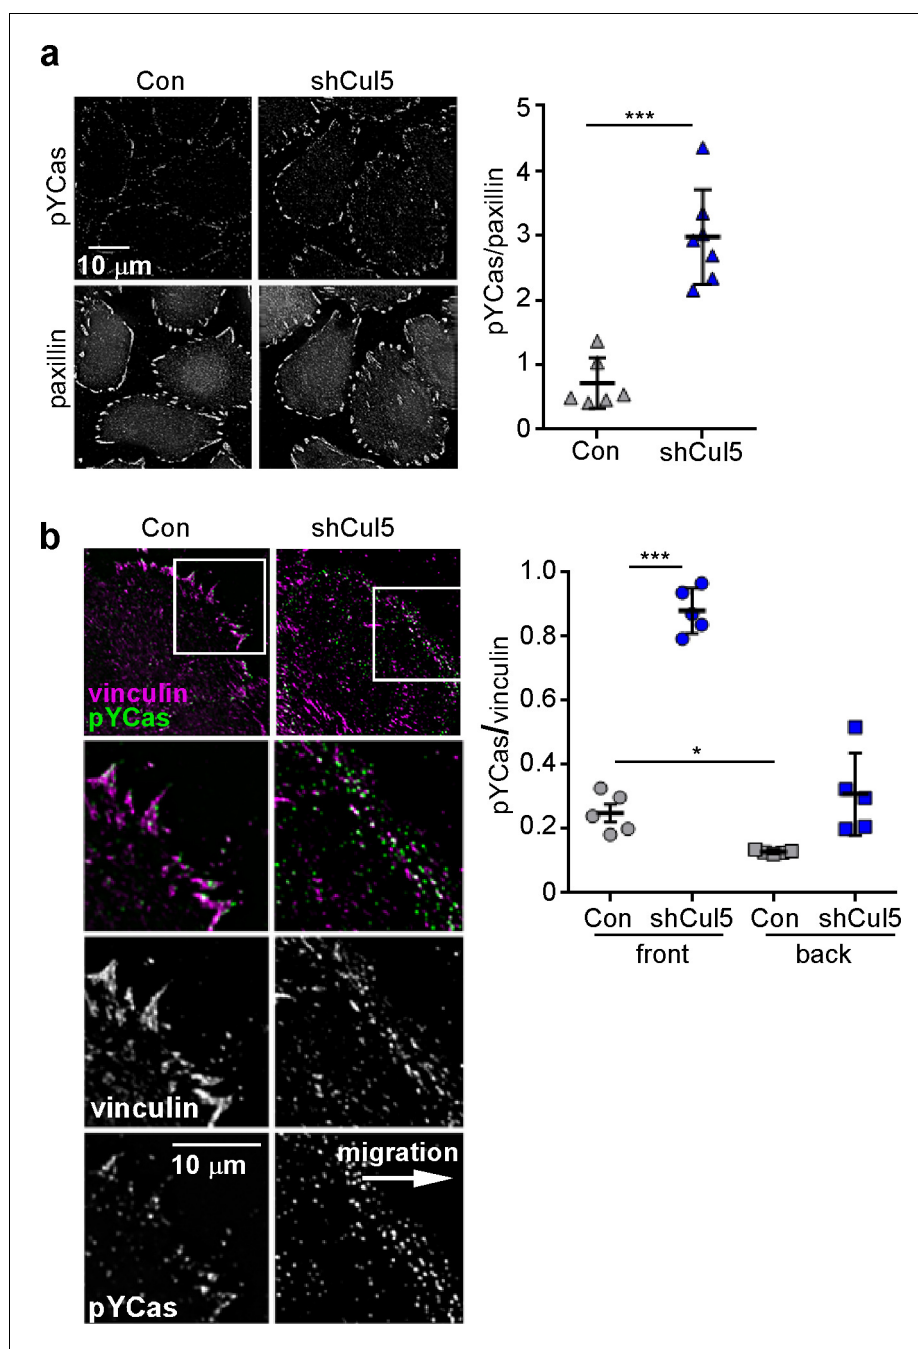 a
Con shCul5
pYCas
10 μm
paxillin
pYCas/paxillin
5
4
3
2
1
0
***
Con shCul5
b
Con shCul5
vinculin
pYCas
vinculin
10 μm
migration
pYCas
pYCas/vinculin
1.0
0.8
0.6
0.4
0.2
0
***
*
Con shCul5 Con shCul5
front back